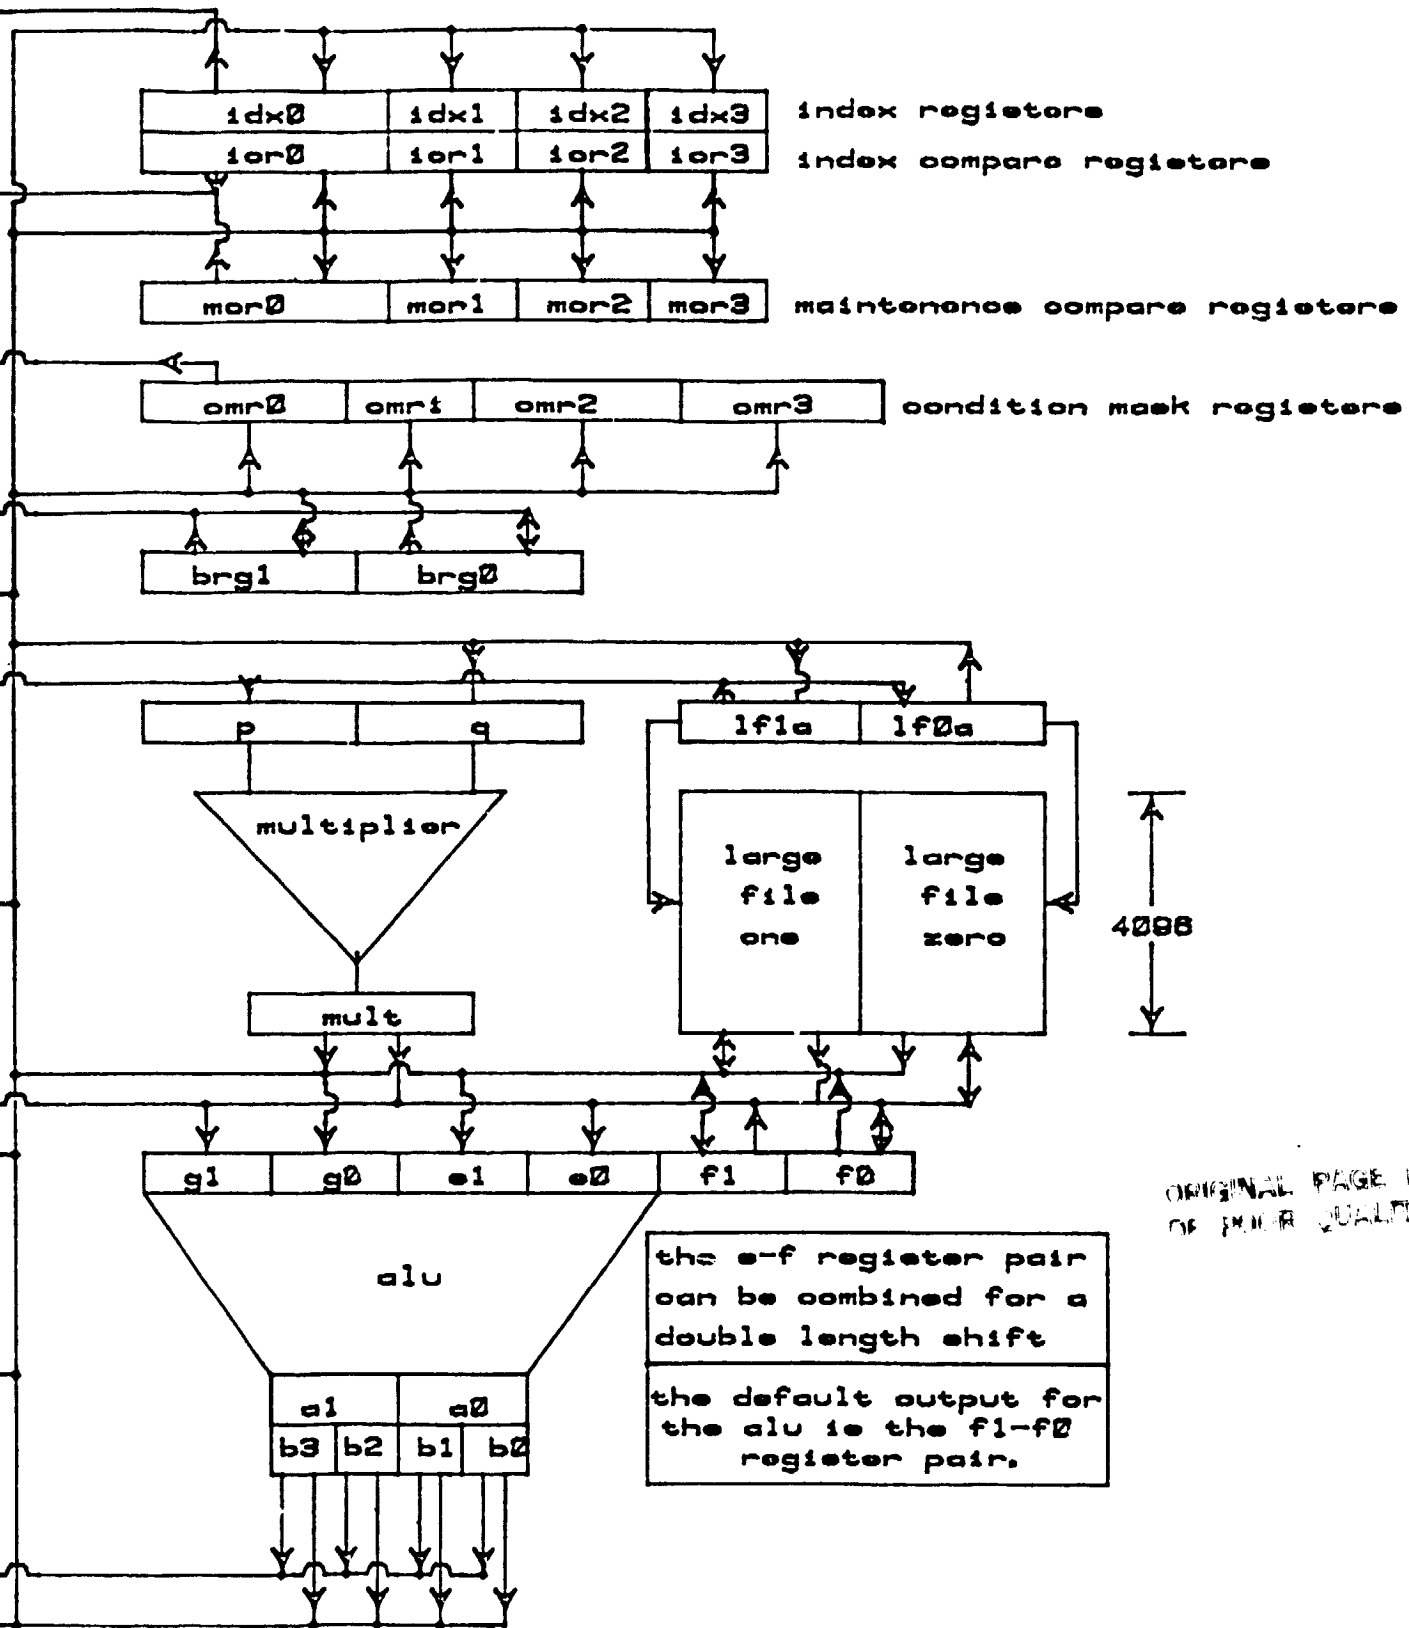 idx0 idx1 idx2 idx3 index registers
icr0 icr1 icr2 icr3 index compare registers
mcr0 mcr1 mcr2 mcr3 maintenance compare registers
cmr0 cmr1 cmr2 cmr3 condition mask registers
brg1 brg0
p q lf1a lf0a
multiplier
large large
file file
one zero
4096
mult
g1 g0 e1 e0 f1 f0
ORIGINAL PAGE
OF POOR
alu
the e-f register pair
can be combined for a
double length shift
a1 a0
b3 b2 b1 b0
the default output for
the alu is the f1-f0
register pair.